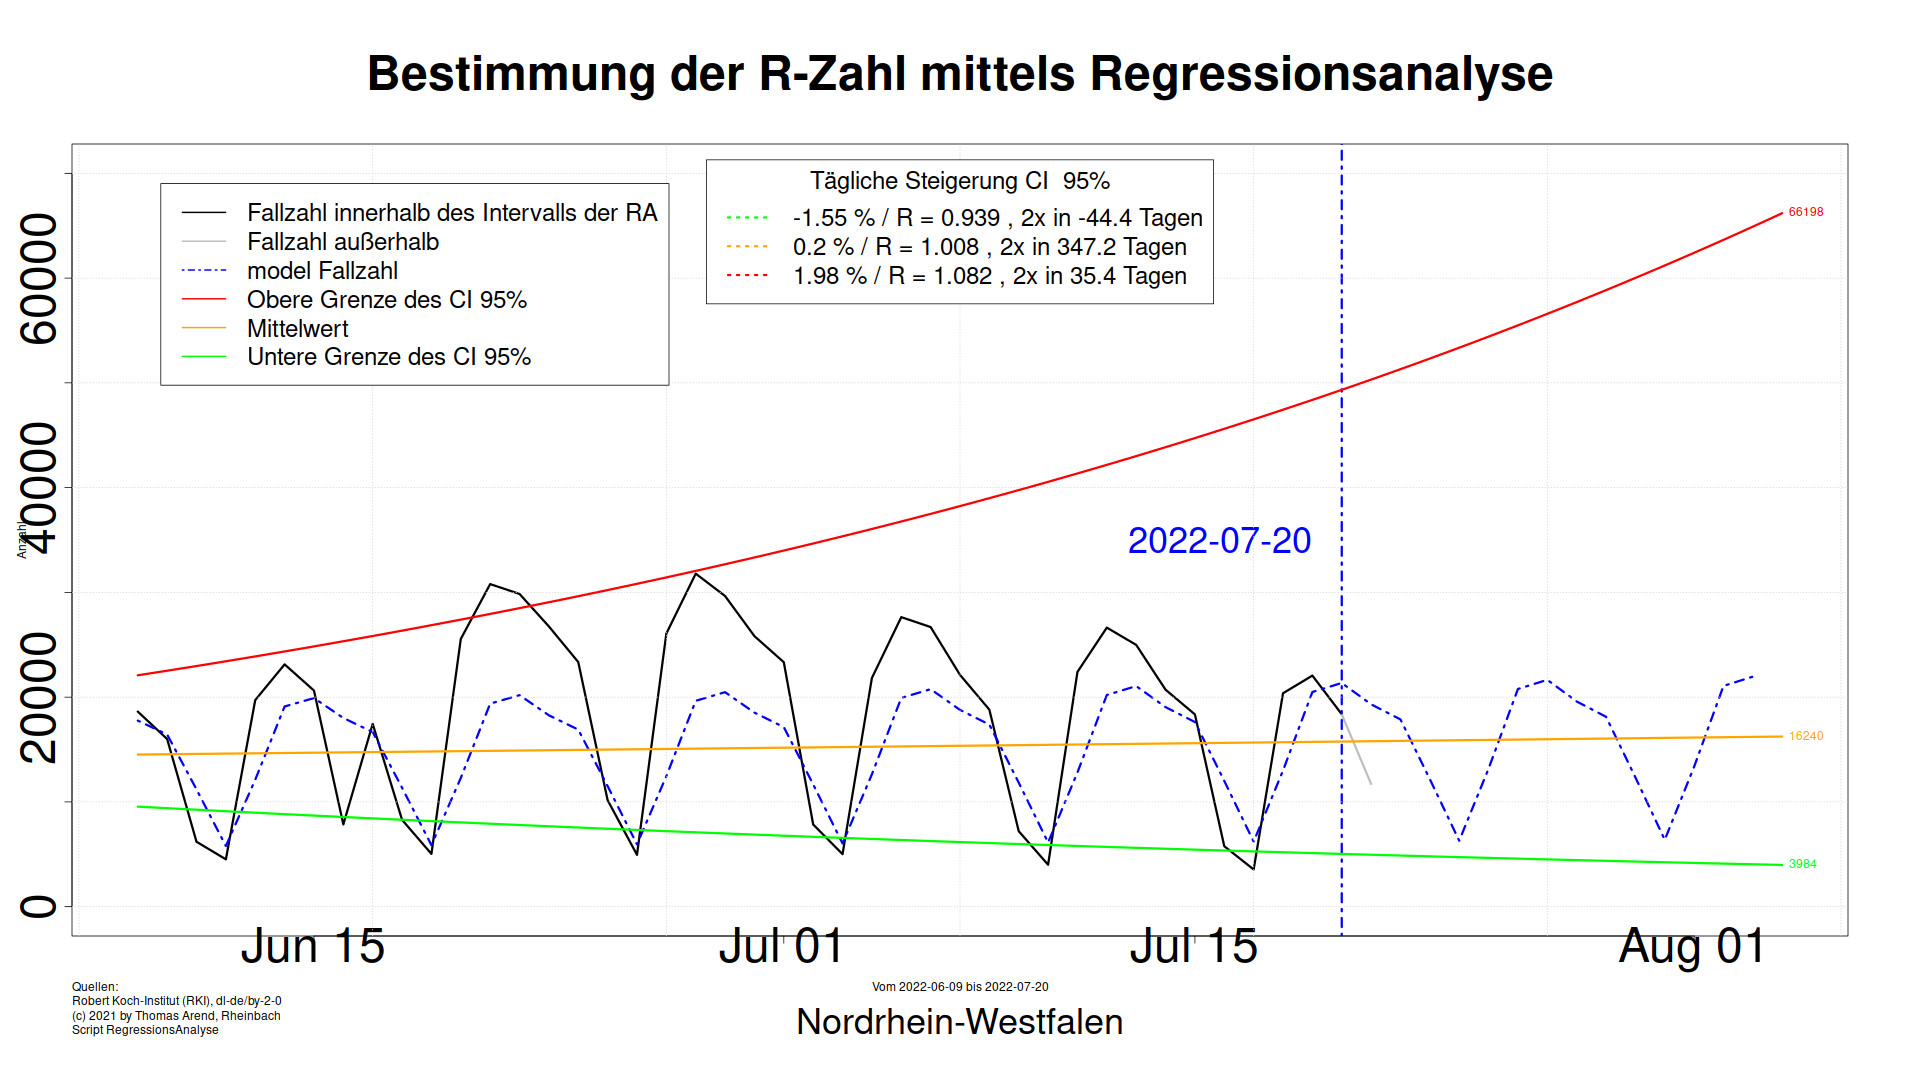 Bestimmung der R-Zahl mittels Regressionsanalyse
Fallzahl innerhalb des Intervalls der RA
Fallzahl außerhalb
model Fallzahl
Obere Grenze des CI 95%
Mittelwert
Untere Grenze des CI 95%
Tägliche Steigerung CI  95%
-1.55 % / R = 0.939 , 2x in -44.4 Tagen
0.2 % / R = 1.008 , 2x in 347.2 Tagen
1.98 % / R = 1.082 , 2x in 35.4 Tagen
66198
60000
40000
Anzahl
2022-07-20
20000
16240
3984
0
Jun 15
Jul 01
Jul 15
Aug 01
Quellen:
Robert Koch-Institut (RKI), dl-de/by-2-0
(c) 2021 by Thomas Arend, Rheinbach
Script RegressionsAnalyse
Vom 2022-06-09 bis 2022-07-20
Nordrhein-Westfalen